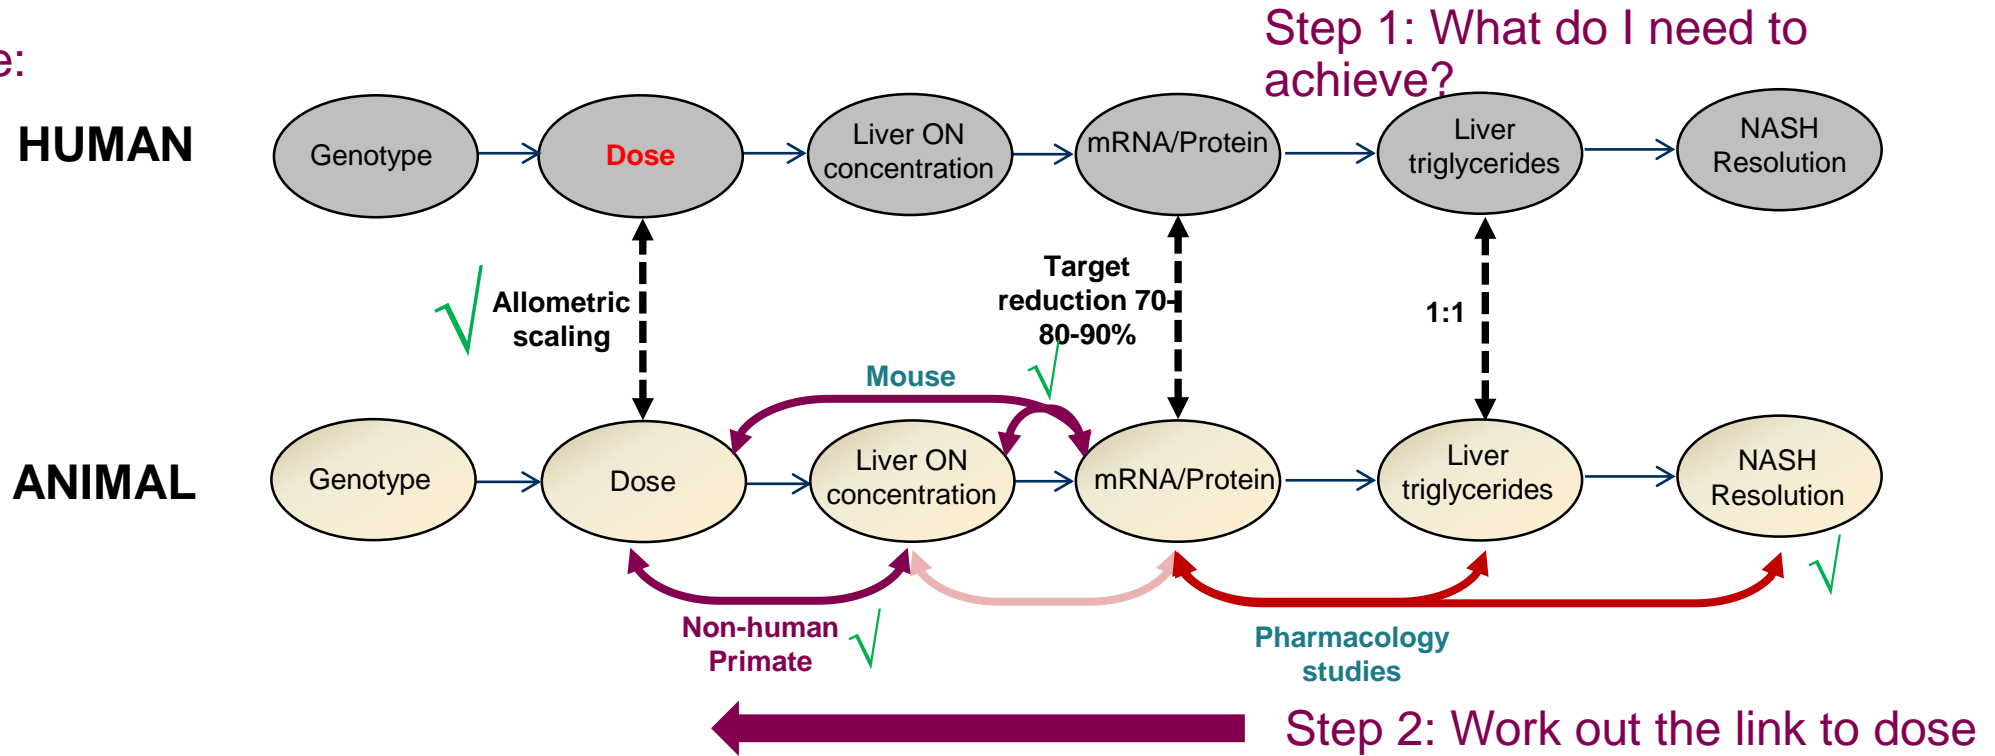 Step 1: What do I need to
achieve?
e:
HUMAN
Genotype
Dose
Liver ON
concentration
mRNA/Protein
Liver
triglycerides
NASH
Resolution
√
Allometric
scaling
Target
reduction 70-
80-90%
√
1:1
Mouse
ANIMAL
Genotype
Dose
Liver ON
concentration
mRNA/Protein
Liver
triglycerides
NASH
Resolution
√
Non-human
Primate
√
Pharmacology
studies
Step 2: Work out the link to dose